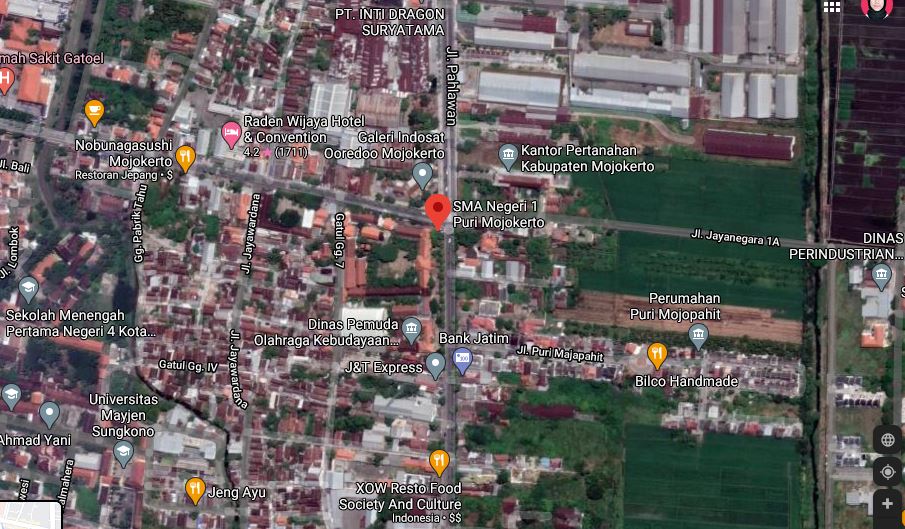 PT. INTI DRAGON
SURYATAMA
Jl. Pahlawan
mah Sakit Gatoel
H
Raden Wijaya Hotel
& Convention
4.2 ★ (1711)
Galeri Indosat
Ooredoo Mojokerto
Nobunagasushi
Mojokerto
Restoran Jepang • $
Jl. Bali
Kantor Pertanahan
Kabupaten Mojokerto
SMA Negeri 1
Puri Mojokerto
Jl. Jayanegara 1A
DINAS
PERINDUSTRIAN...
Gg. Pabrik Tahu
Jl. Jayawardana
Gatul Gg. 7
Jl. Lombok
Sekolah Menengah
Pertama Negeri 4 Kota...
Perumahan
Puri Mojopahit
Dinas Pemuda
Olahraga Kebudayaan...
Bank Jatim
Jl. Puri Majapahit
J&T Express
Bilco Handmade
Gatul Gg. IV
Jl. Jayawardana
Universitas
Mayjen
Sungkono
Ahmad Yani
Jeng Ayu
XOW Resto Food
Society And Culture
Indonesia • $$